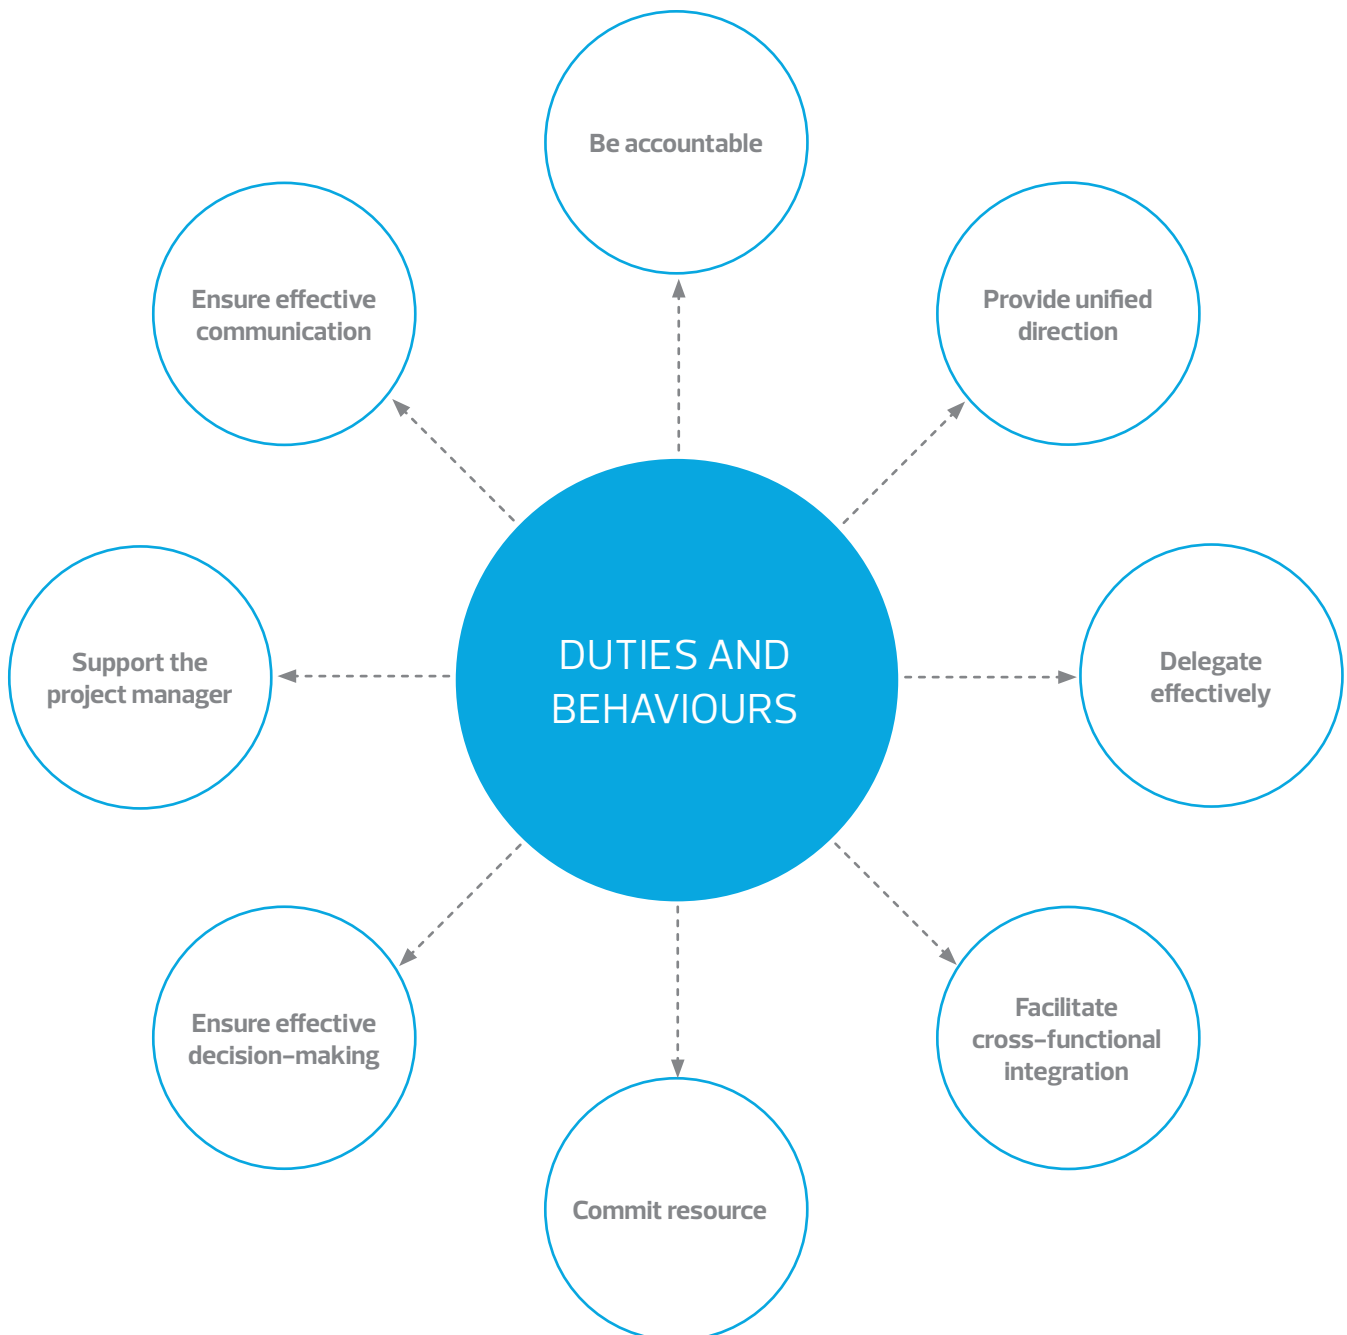 Be accountable
Ensure effective
communication
Provide unified
direction
DUTIES AND
BEHAVIOURS
Support the
project manager
Delegate
effectively
Ensure effective
decision-making
Facilitate
cross-functional
integration
Commit resource